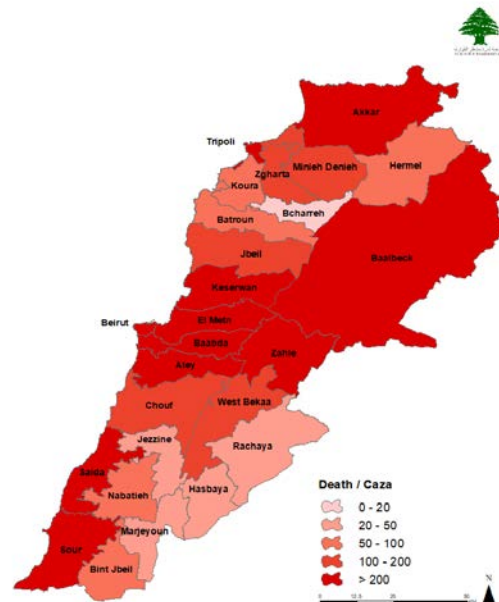 Akkar
Tripoli
Hermel
Minieh Denieh
Zgharta
Koura
Bcharreh
Batroun
Jbeil
Baalbeck
Keserwan
El Metn
Beirut
Baabda
Zahle
Aley
West Bekaa
Chouf
Jezzine
Rachaya
Saida
Hasbaya
Nabatieh
Marjeyoun
Sour
Bint Jbeil
Death / Caza
0 - 20
20 - 50
50 - 100
100 - 200
> 200
N